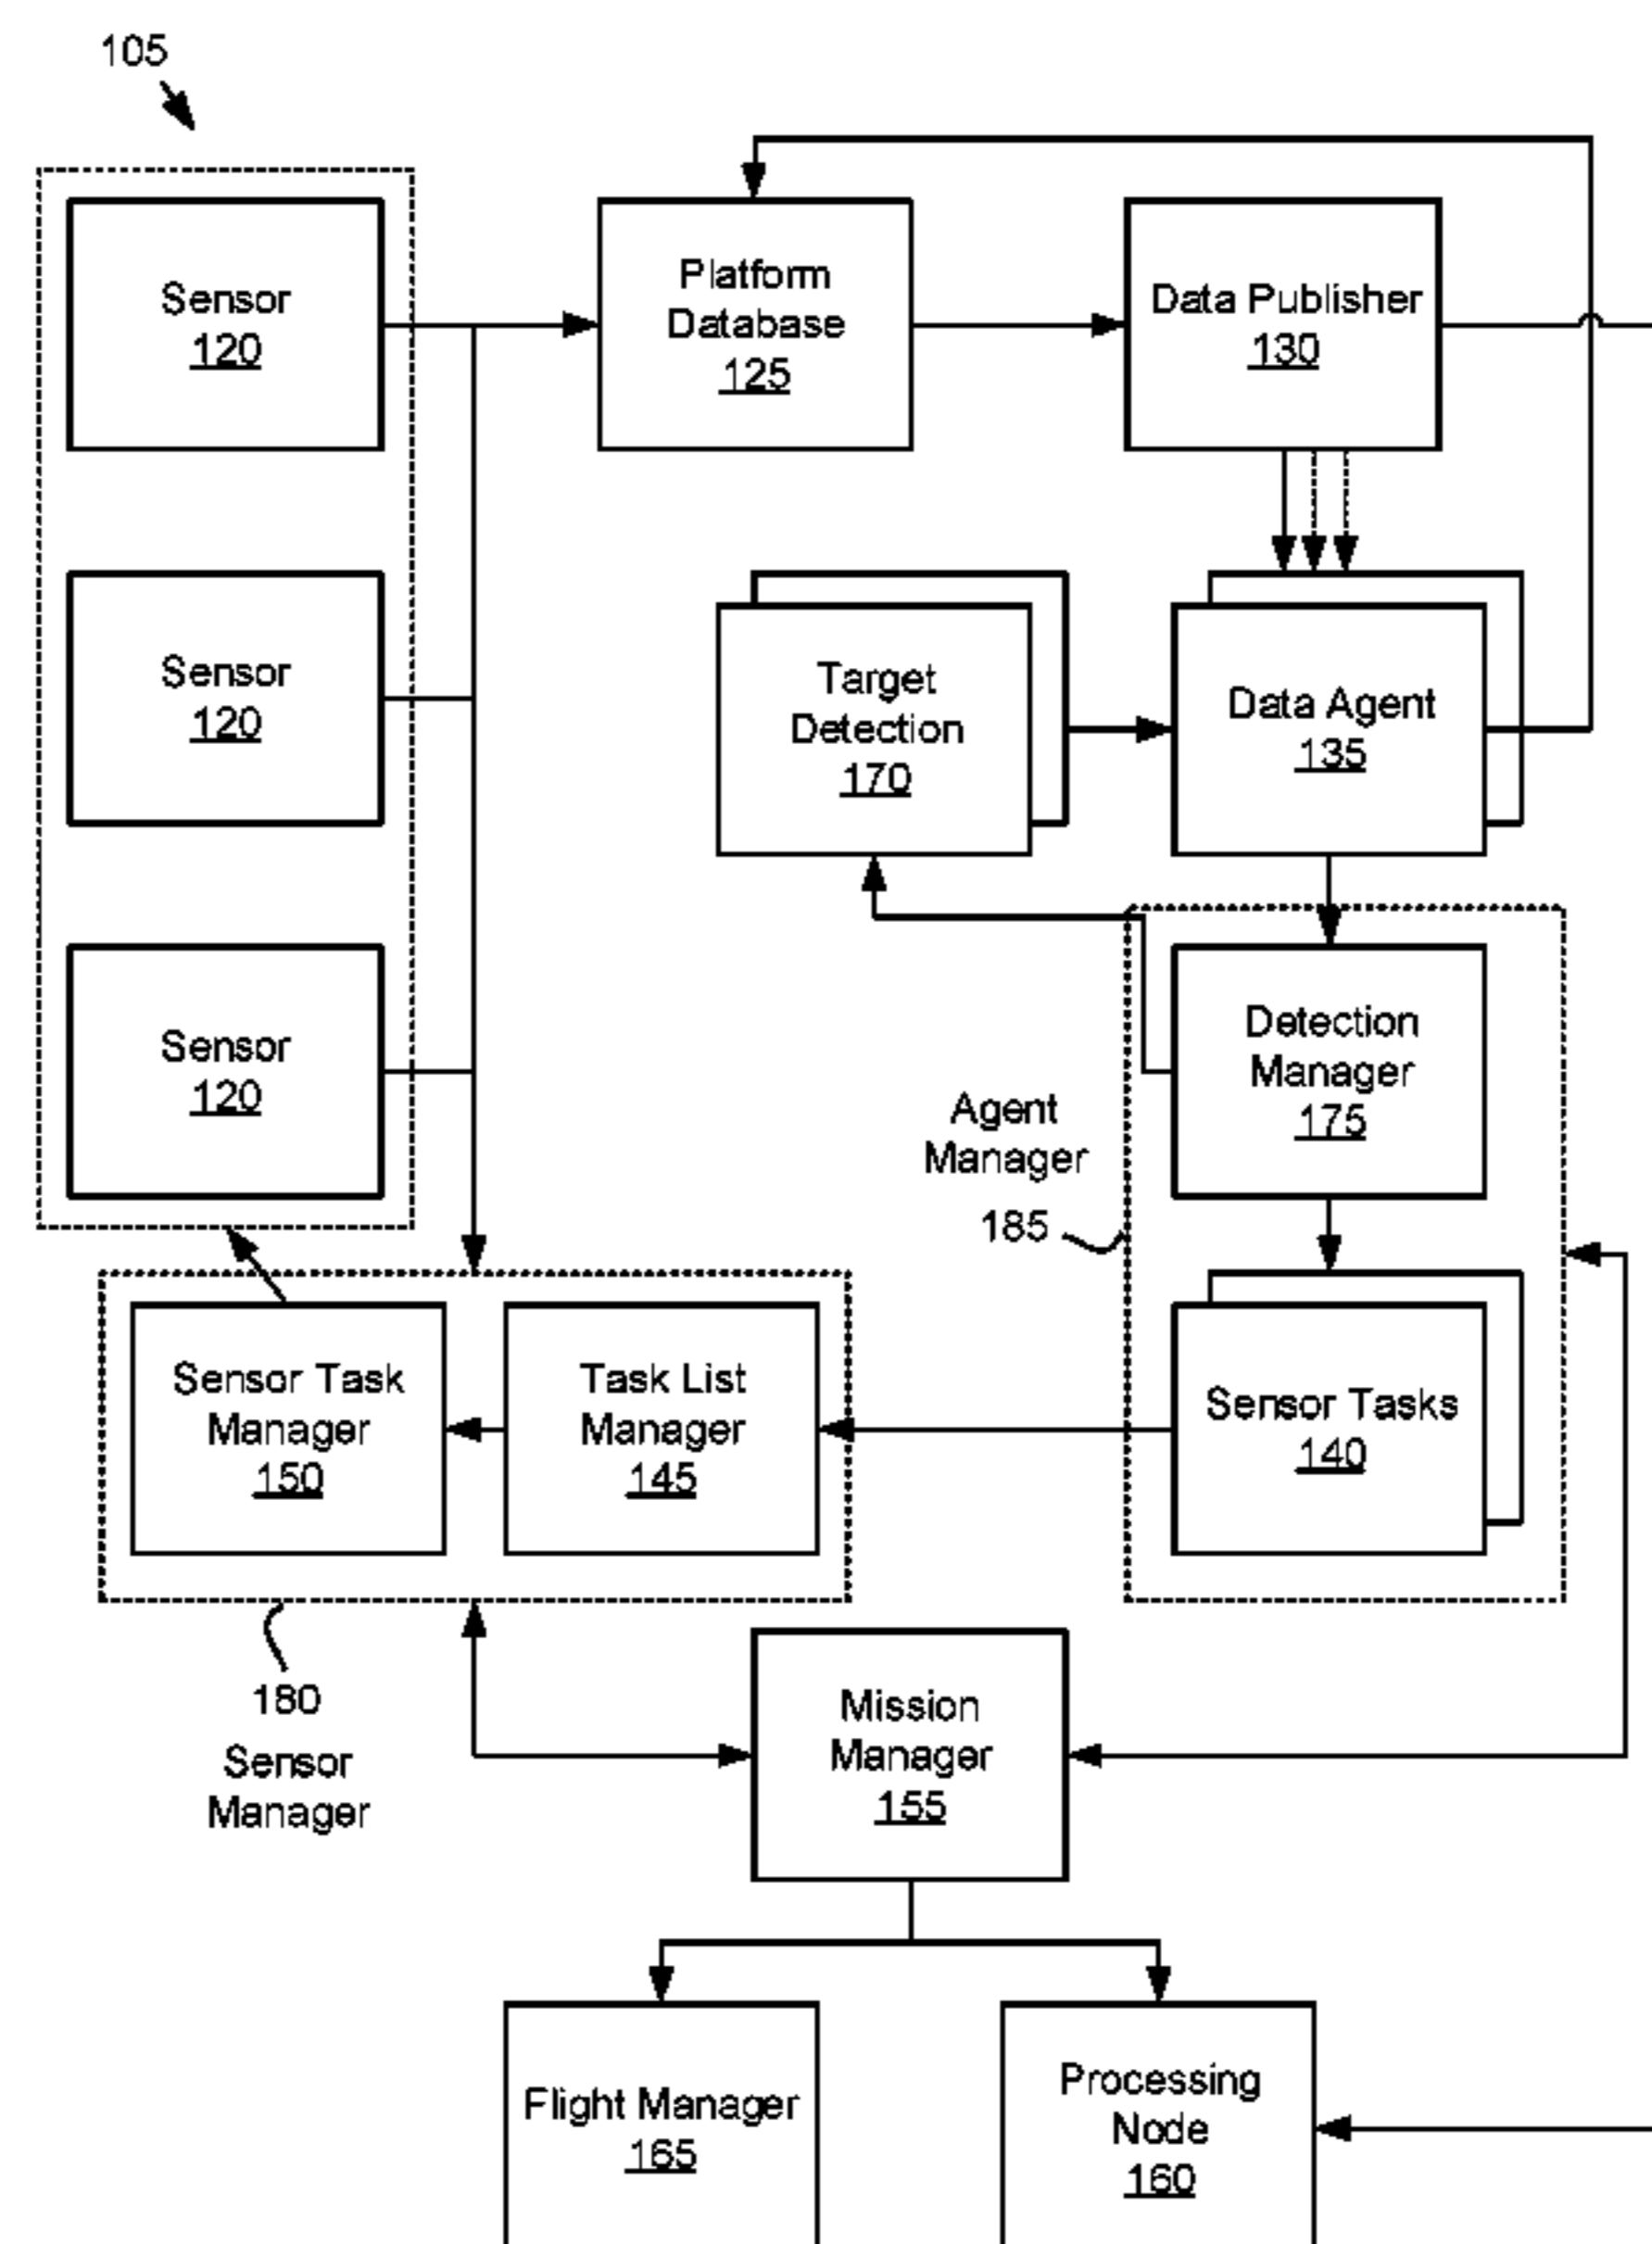 105
Sensor
120
Platform
Database
125
Data Publisher
130
Sensor
120
Target
Detection
170
Data Agent
135
Sensor
120
Detection
Manager
175
Agent
Manager
185
Sensor Task
Manager
150
Task List
Manager
145
Sensor Tasks
140
180
Sensor
Manager
Mission
Manager
155
Flight Manager
165
Processing
Node
160